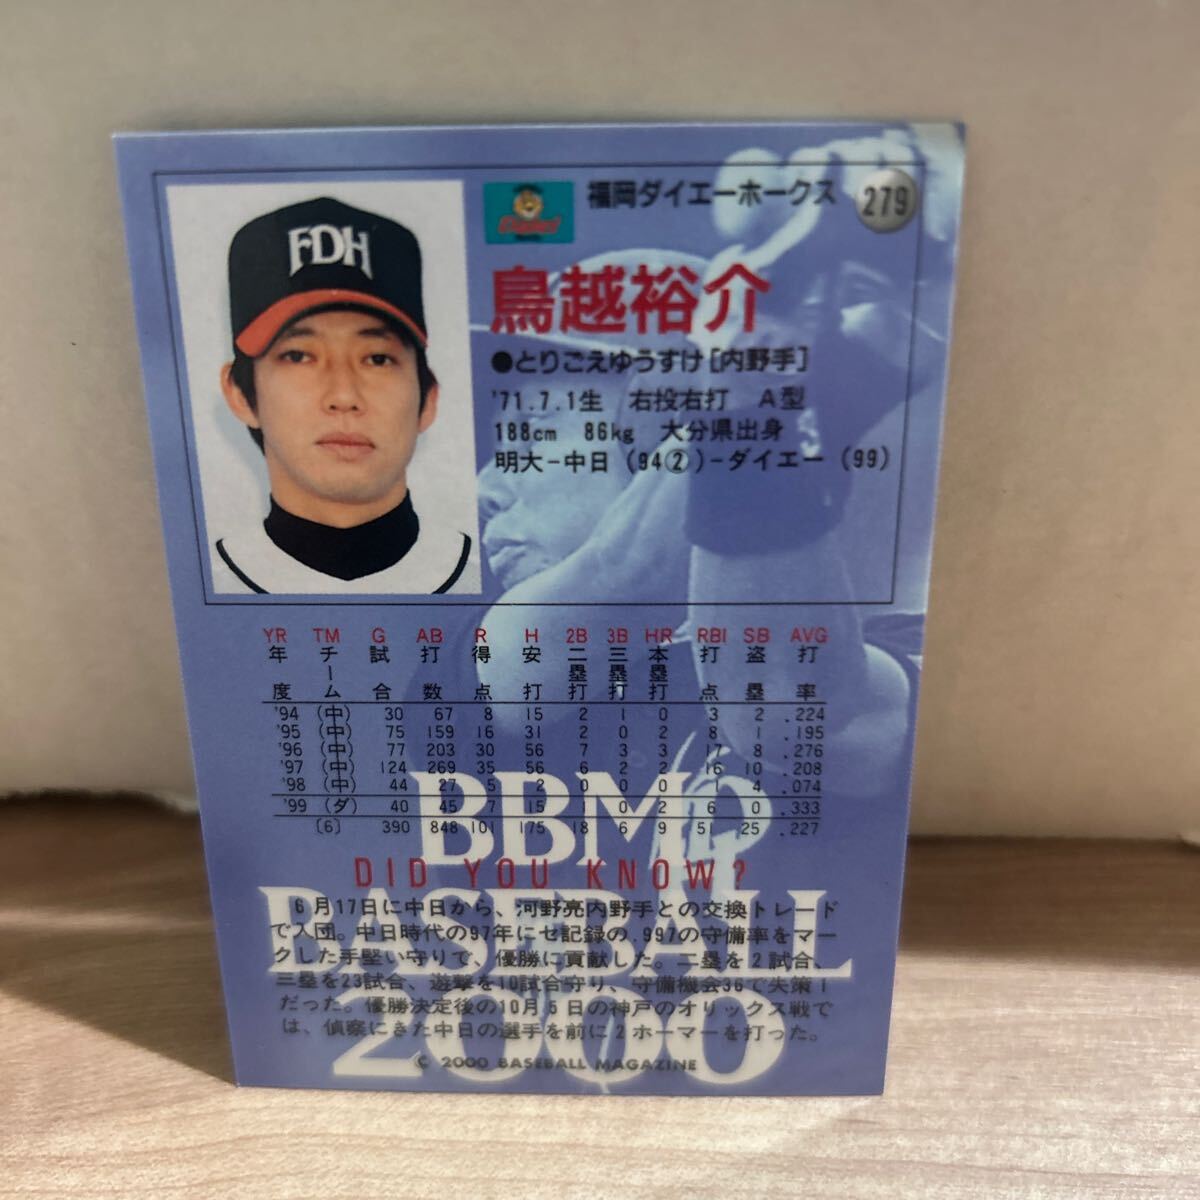 FDH
Daiei
福岡ダイエーホークス 279
鳥越裕介
●とりごえゆうすけ［内野手］
'71.7.1生 右投右打 A型
188cm 86kg 大分県出身
明大-中日(94②)-ダイエー(99)
YR TM G AB R H 2B 3B HR RBI SB AVG
年度 チーム 試合 打数 得点 安打 二塁打 三塁打 本塁打 打点 盗塁 打率
'94 (中) 30 67 8 15 2 1 0 3 2 .224
'95 (中) 75 159 16 31 2 0 2 8 1 .195
'96 (中) 77 203 30 56 7 3 3 17 8 .276
'97 (中) 124 269 35 56 6 2 2 16 10 .208
'98 (中) 44 27 5 2 0 0 0 1 4 .074
'99 (ダ) 40 45 7 15 1 0 2 6 0 .333
〔6〕 390 848 101 175 18 6 9 51 25 .227
BBM
DID YOU KNOW?
BASEBALL
2000
6月17日に中日から、河野亮内野手との交換トレード
で入団。中日時代の97年にセ記録の.997の守備率をマー
クした手堅い守りで、優勝に貢献した。二塁を2試合、
三塁を23試合、遊撃を10試合守り、守備機会36で失策1
だった。優勝決定後の10月5日の神戸のオリックス戦で
は、偵察にきた中日の選手を前に2ホーマーを打った。
© 2000 BASEBALL MAGAZINE